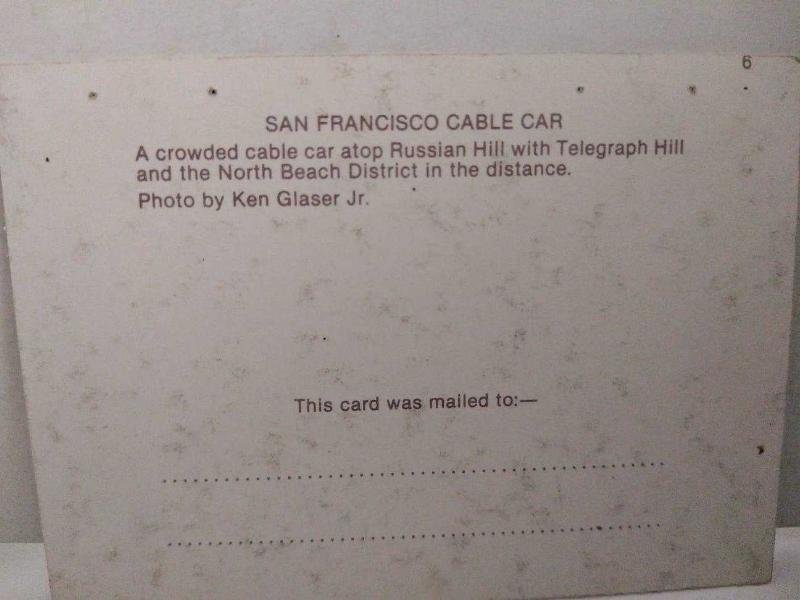 6
SAN FRANCISCO CABLE CAR
A crowded cable car atop Russian Hill with Telegraph Hill
and the North Beach District in the distance.
Photo by Ken Glaser Jr.
This card was mailed to:—